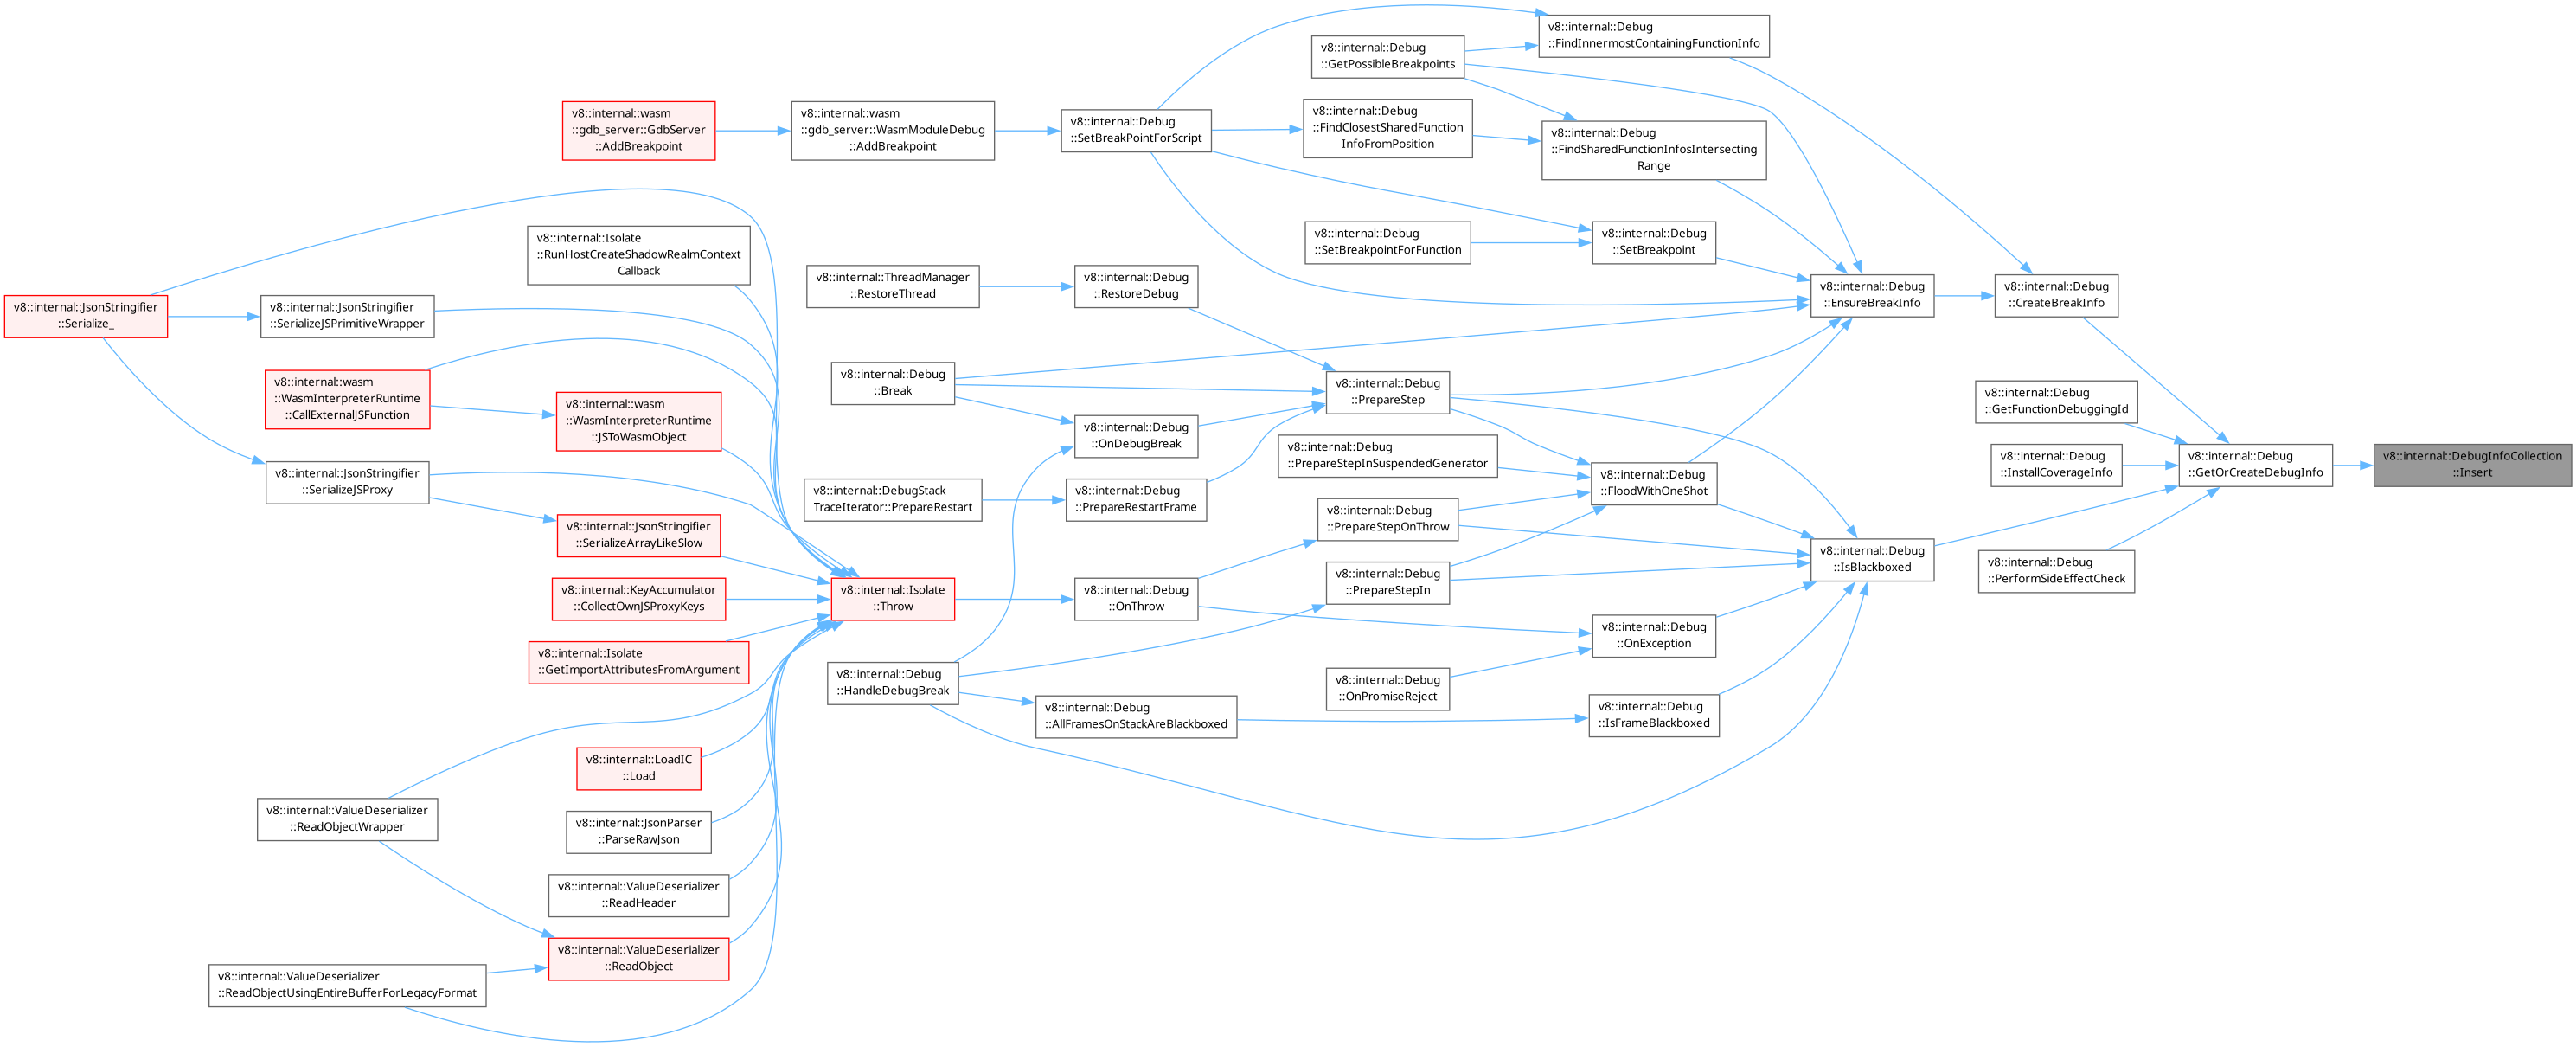 v8::internal::Debug
::FindInnermostContainingFunctionInfo
v8::internal::Debug
::GetPossibleBreakpoints
v8::internal::wasm
::gdb_server::GdbServer
::AddBreakpoint
v8::internal::wasm
::gdb_server::WasmModuleDebug
::AddBreakpoint
v8::internal::Debug
::SetBreakPointForScript
v8::internal::Debug
::FindClosestSharedFunction
InfoFromPosition
v8::internal::Debug
::FindSharedFunctionInfosIntersecting
Range
v8::internal::Isolate
::RunHostCreateShadowRealmContext
Callback
v8::internal::Debug
::SetBreakpointForFunction
v8::internal::Debug
::SetBreakpoint
v8::internal::ThreadManager
::RestoreThread
v8::internal::Debug
::RestoreDebug
v8::internal::Debug
::EnsureBreakInfo
v8::internal::Debug
::CreateBreakInfo
v8::internal::JsonStringifier
::Serialize_
v8::internal::JsonStringifier
::SerializeJSPrimitiveWrapper
v8::internal::wasm
::WasmInterpreterRuntime
::CallExternalJSFunction
v8::internal::wasm
::WasmInterpreterRuntime
::JSToWasmObject
v8::internal::Debug
::Break
v8::internal::Debug
::PrepareStep
v8::internal::Debug
::GetFunctionDebuggingId
v8::internal::Debug
::OnDebugBreak
v8::internal::Debug
::PrepareStepInSuspendedGenerator
v8::internal::Debug
::InstallCoverageInfo
v8::internal::Debug
::GetOrCreateDebugInfo
v8::internal::DebugInfoCollection
::Insert
v8::internal::JsonStringifier
::SerializeJSProxy
v8::internal::DebugStack
TraceIterator::PrepareRestart
v8::internal::Debug
::PrepareRestartFrame
v8::internal::Debug
::FloodWithOneShot
v8::internal::JsonStringifier
::SerializeArrayLikeSlow
v8::internal::Debug
::PrepareStepOnThrow
v8::internal::Debug
::IsBlackboxed
v8::internal::Debug
::PerformSideEffectCheck
v8::internal::KeyAccumulator
::CollectOwnJSProxyKeys
v8::internal::Isolate
::Throw
v8::internal::Debug
::OnThrow
v8::internal::Debug
::PrepareStepIn
v8::internal::Isolate
::GetImportAttributesFromArgument
v8::internal::Debug
::OnException
v8::internal::Debug
::HandleDebugBreak
v8::internal::Debug
::OnPromiseReject
v8::internal::Debug
::AllFramesOnStackAreBlackboxed
v8::internal::Debug
::IsFrameBlackboxed
v8::internal::LoadIC
::Load
v8::internal::ValueDeserializer
::ReadObjectWrapper
v8::internal::JsonParser
::ParseRawJson
v8::internal::ValueDeserializer
::ReadHeader
v8::internal::ValueDeserializer
::ReadObject
v8::internal::ValueDeserializer
::ReadObjectUsingEntireBufferForLegacyFormat